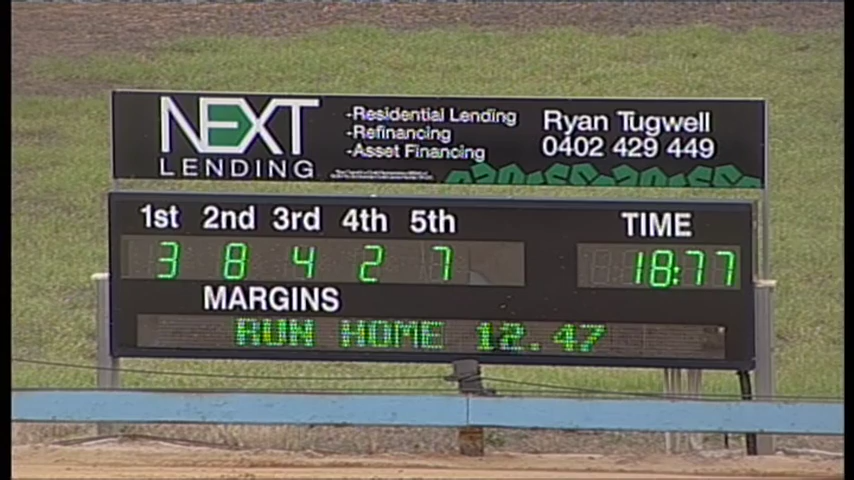 NEXT
LENDING
-Residential Lending
-Refinancing
-Asset Financing
Ryan Tugwell
0402 429 449
1st 2nd 3rd 4th 5th TIME
3 8 4 2 7 18:77
MARGINS
RUN HOME 12.47